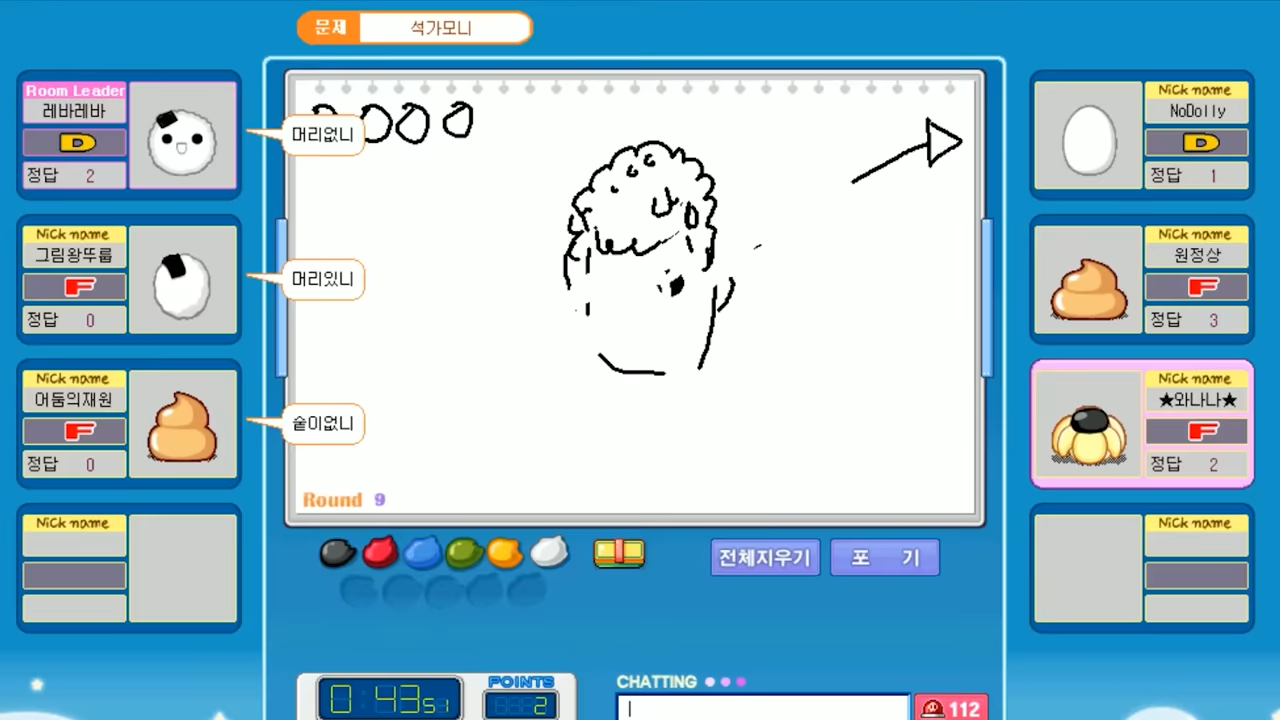 문제 석가모니
Room Leader
레바레바
D
정답 2
머리없니
NiCk name
그림왕뚜룹
F
정답 0
머리있니
NiCk name
어둠의재원
F
정답 0
숱이없니
NiCk name
NiCk name
NoDolly
D
정답 1
NiCk name
원정상
F
정답 3
NiCk name
★와나나★
F
정답 2
NiCk name
Round 9
전체지우기
포 기
0:43 51
POINTS
2
CHATTING
112